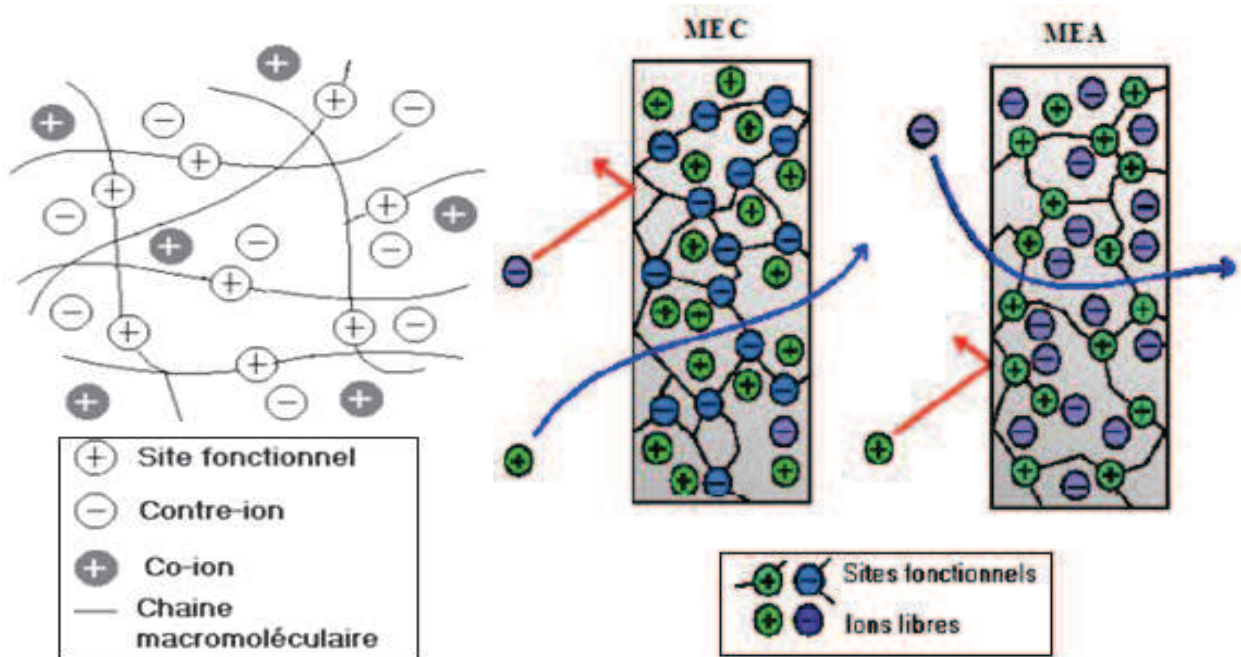 MEC
MEA
Site fonctionnel
Contre-ion
Co-ion
Chaine
macromoléculaire
Sites fonctionnels
Ions libres